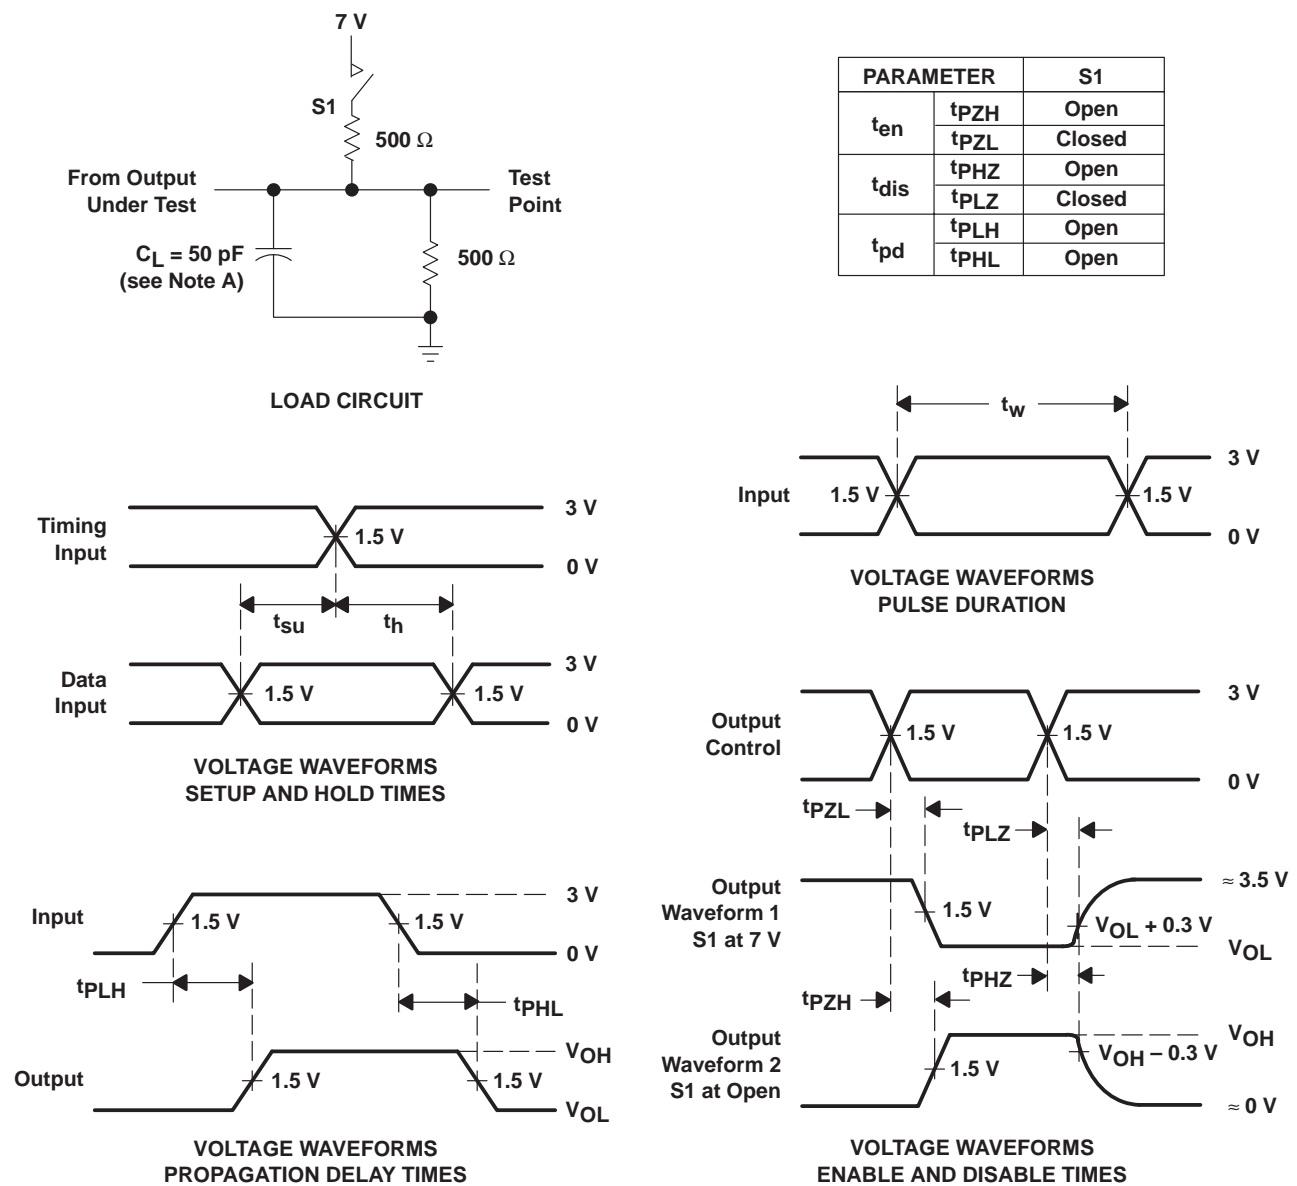 7 V
S1
500 Ω
From Output
Under Test
Test
Point
CL = 50 pF
(see Note A)
500 Ω
LOAD CIRCUIT
PARAMETER S1
ten tPZH Open
tPZL Closed
tdis tPHZ Open
tPLZ Closed
tpd tPLH Open
tPHL Open
tw
3 V
Input 1.5 V 1.5 V
0 V
VOLTAGE WAVEFORMS
PULSE DURATION
3 V
Timing
Input
1.5 V
0 V
tsu th
3 V
Data
Input
1.5 V 1.5 V
0 V
VOLTAGE WAVEFORMS
SETUP AND HOLD TIMES
3 V
Input 1.5 V 1.5 V
0 V
tPLH tPHL
VOH
Output 1.5 V 1.5 V
VOL
VOLTAGE WAVEFORMS
PROPAGATION DELAY TIMES
3 V
Output
Control
1.5 V 1.5 V
0 V
tPZL tPLZ
Output
Waveform 1
S1 at 7 V
≈ 3.5 V
1.5 V VOL + 0.3 V
VOL
tPZH tPHZ
Output
Waveform 2
S1 at Open
VOH
1.5 V VOH – 0.3 V
≈ 0 V
VOLTAGE WAVEFORMS
ENABLE AND DISABLE TIMES